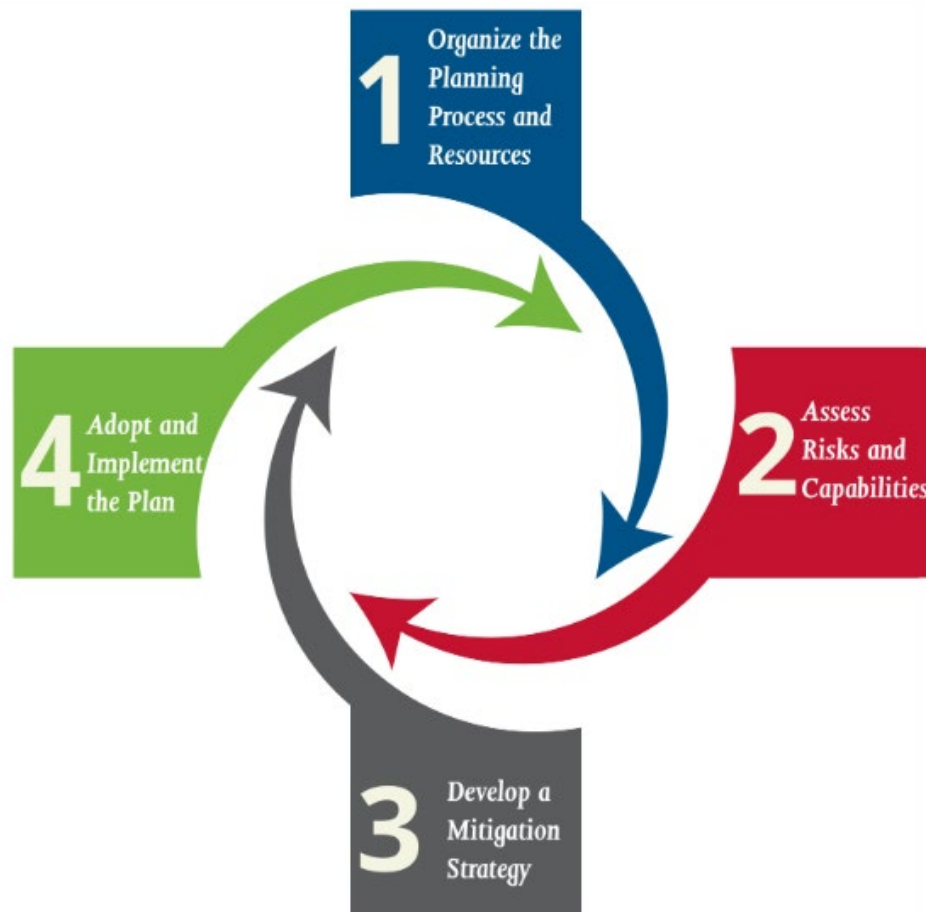 1
Organize the
Planning
Process and
Resources
2
Assess
Risks and
Capabilities
3
Develop a
Mitigation
Strategy
4
Adopt and
Implement
the Plan